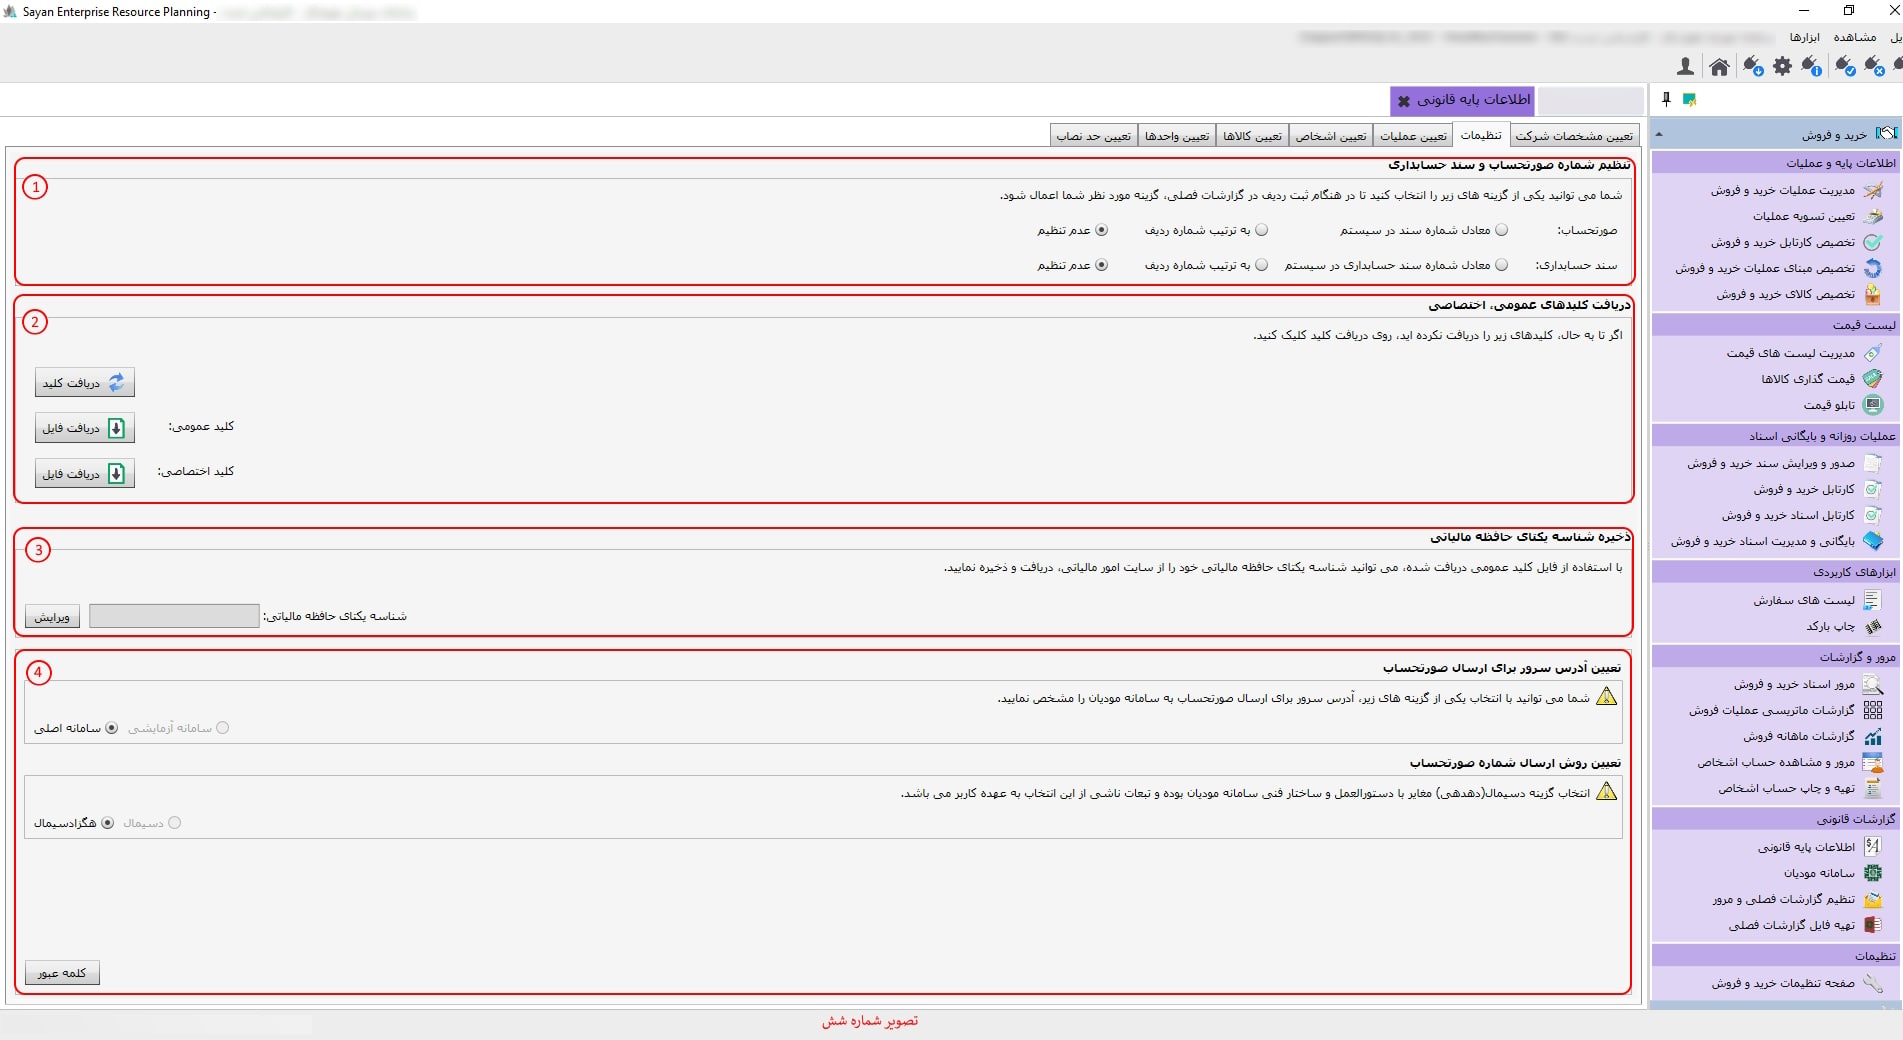 Sayan Enterprise Resource Planning -
یل مشاهده ابزارها
اطلاعات پایه قانونی
تعیین مشخصات شرکت
تنظیمات
تعیین عملیات
تعیین اشخاص
تعیین کالاها
تعیین واحدها
تعیین حد نصاب
تنظیم شماره صورتحساب و سند حسابداری
1
شما می توانید یکی از گزینه های زیر را انتخاب کنید تا در هنگام ثبت ردیف در گزارشات فصلی، گزینه مورد نظر شما اعمال شود.
صورتحساب: معادل شماره سند در سیستم به ترتیب شماره ردیف عدم تنظیم
سند حسابداری: معادل شماره سند حسابداری در سیستم به ترتیب شماره ردیف عدم تنظیم
دریافت کلیدهای عمومی، اختصاصی
2
اگر تا به حال، کلیدهای زیر را دریافت نکرده اید، روی دریافت کلید کلیک کنید.
دریافت کلید
کلید عمومی: دریافت فایل
کلید اختصاصی: دریافت فایل
ذخیره شناسه یکتای حافظه مالیاتی
3
با استفاده از فایل کلید عمومی دریافت شده، می توانید شناسه یکتای حافظه مالیاتی خود را از سایت امور مالیاتی، دریافت و ذخیره نمایید.
شناسه یکتای حافظه مالیاتی: ویرایش
تعیین آدرس سرور برای ارسال صورتحساب
4
شما می توانید با انتخاب یکی از گزینه های زیر، آدرس سرور برای ارسال صورتحساب به سامانه مودیان را مشخص نمایید.
سامانه آزمایشی سامانه اصلی
تعیین روش ارسال شماره صورتحساب
انتخاب گزینه دسیمال(دهدهی) مغایر با دستورالعمل و ساختار فنی سامانه مودیان بوده و تبعات ناشی از این انتخاب به عهده کاربر می باشد.
دسیمال هگزادسیمال
کلمه عبور
خرید و فروش
اطلاعات پایه و عملیات
مدیریت عملیات خرید و فروش
تعیین تسویه عملیات
تخصیص کارتابل خرید و فروش
تخصیص مبنای عملیات خرید و فروش
تخصیص کالای خرید و فروش
لیست قیمت
مدیریت لیست های قیمت
قیمت گذاری کالاها
تابلو قیمت
عملیات روزانه و بایگانی اسناد
صدور و ویرایش سند خرید و فروش
کارتابل خرید و فروش
کارتابل اسناد خرید و فروش
بایگانی و مدیریت اسناد خرید و فروش
ابزارهای کاربردی
لیست های سفارش
چاپ بارکد
مرور و گزارشات
مرور اسناد خرید و فروش
گزارشات ماتریسی عملیات فروش
گزارشات ماهانه فروش
مرور و مشاهده حساب اشخاص
تهیه و چاپ حساب اشخاص
گزارشات قانونی
اطلاعات پایه قانونی
سامانه مودیان
تنظیم گزارشات فصلی و مرور
تهیه فایل گزارشات فصلی
تنظیمات
صفحه تنظیمات خرید و فروش
تصویر شماره شش